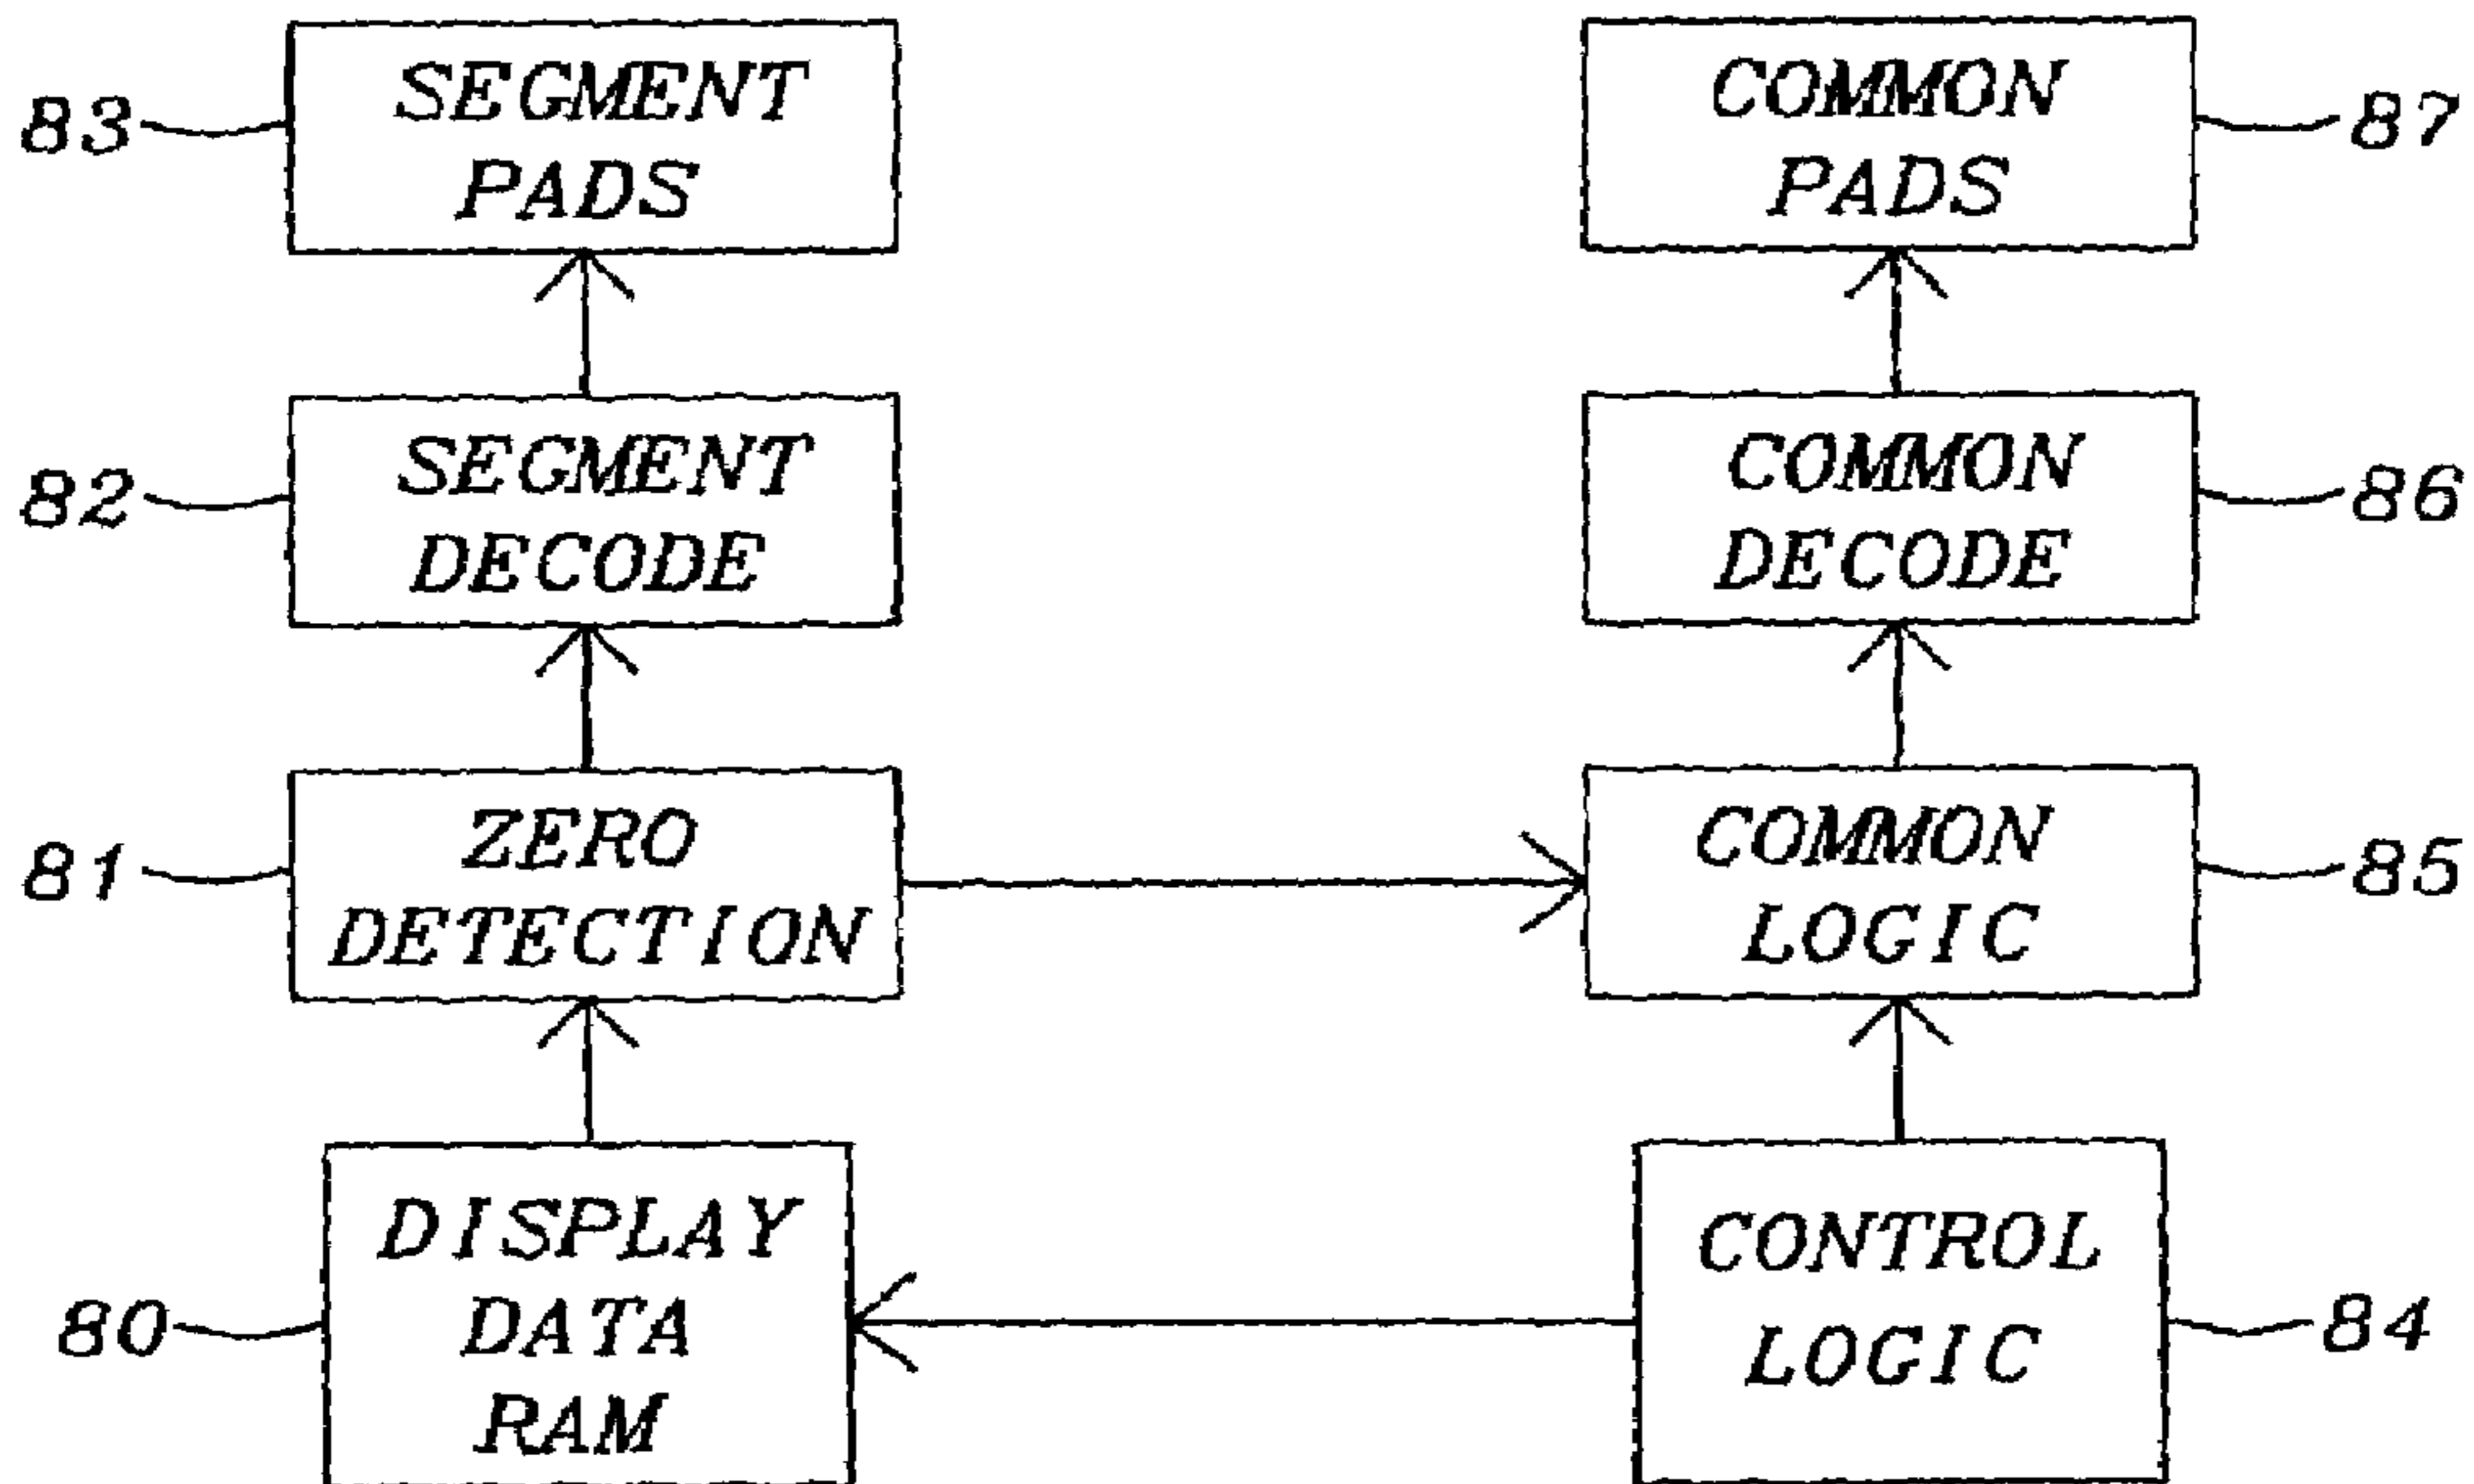 SEGMENT
PADS
83
COMMON
PADS
87
SEGMENT
DECODE
82
COMMON
DECODE
86
ZERO
DETECTION
81
COMMON
LOGIC
85
DISPLAY
DATA
RAM
80
CONTROL
LOGIC
84